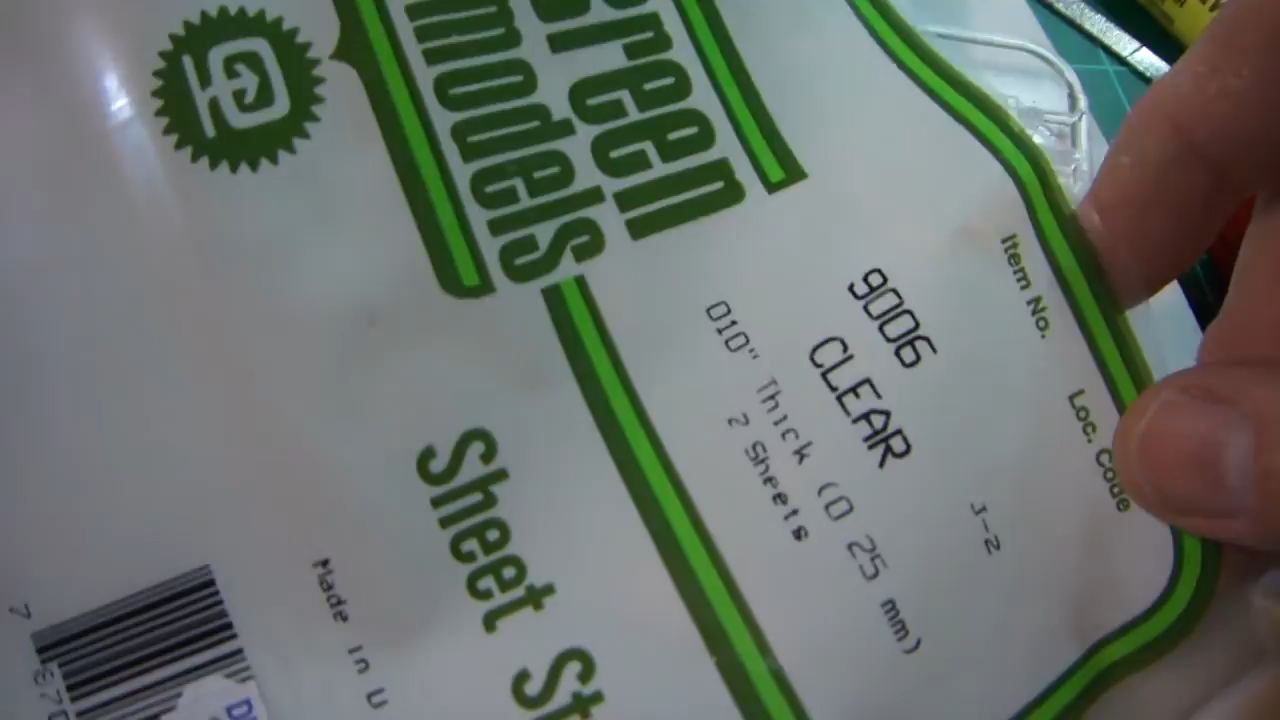 models
Item No.
Loc. Code
9006
J-2
CLEAR
010" Thick (0 25 mm)
2 Sheets
Sheet St
Made in U
7